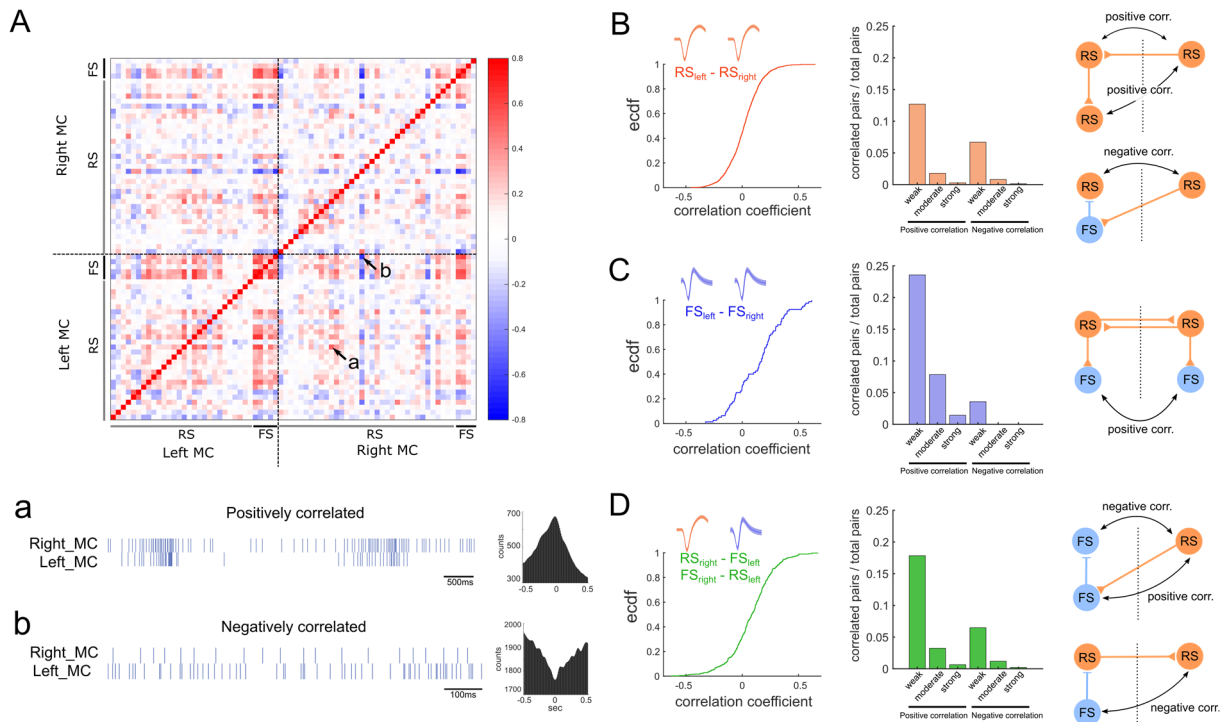 A
FS
RS
Right MC
FS
RS
Left MC
0.8
0.6
0.4
0.2
0
-0.2
-0.4
-0.6
-0.8
b
a
RS
FS
RS
FS
Left MC
Right MC
a
Positively correlated
Right_MC
Left_MC
500ms
700
500
300
counts
-0.5
0
0.5
b
Negatively correlated
Right_MC
Left_MC
100ms
2000
1900
1800
1700
counts
-0.5
0
0.5
sec
B
RSleft - RSright
1
0.8
0.6
0.4
0.2
0
ecdf
-0.5
0
0.5
correlation coefficient
correlated pairs / total pairs
0.25
0.2
0.15
0.1
0.05
0
weak
moderate
strong
weak
moderate
strong
Positive correlation
Negative correlation
positive corr.
RS
RS
positive corr.
RS
negative corr.
RS
RS
FS
C
FSleft - FSright
1
0.8
0.6
0.4
0.2
0
ecdf
-0.5
0
0.5
correlation coefficient
correlated pairs / total pairs
0.25
0.2
0.15
0.1
0.05
0
weak
moderate
strong
weak
moderate
strong
Positive correlation
Negative correlation
RS
RS
FS
FS
positive corr.
D
RSright - FSleft
FSright - RSleft
1
0.8
0.6
0.4
0.2
0
ecdf
-0.5
0
0.5
correlation coefficient
correlated pairs / total pairs
0.25
0.2
0.15
0.1
0.05
0
weak
moderate
strong
weak
moderate
strong
Positive correlation
Negative correlation
negative corr.
FS
RS
FS
positive corr.
RS
RS
FS
negative corr.